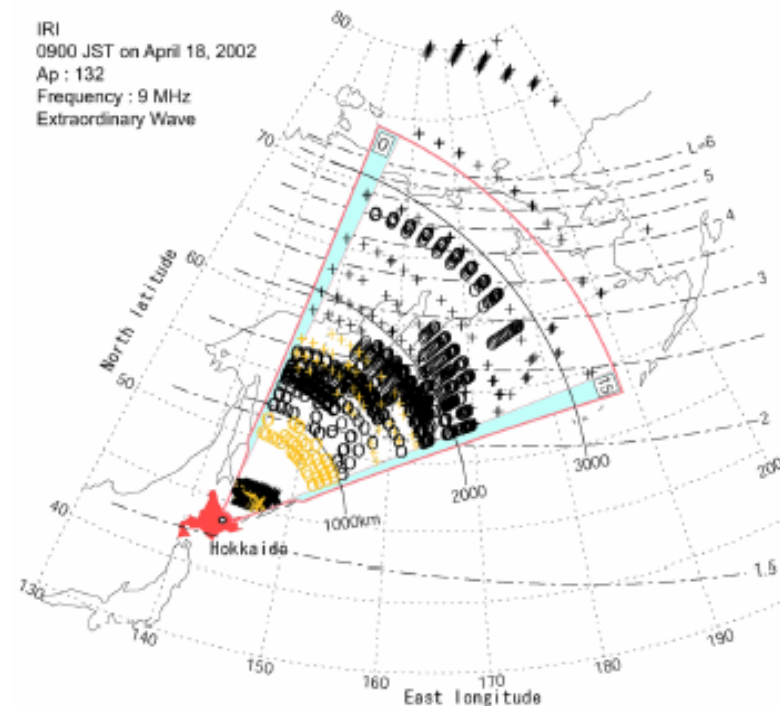 IRI
0900 JST on April 18, 2002
Ap : 132
Frequency : 9 MHz
Extraordinary Wave
80
70
60
50
40
North latitude
0
15
L=6
5
4
3
2
1.5
1000km
2000
3000
Hokkaido
130
140
150
160
170
180
190
200
East longitude